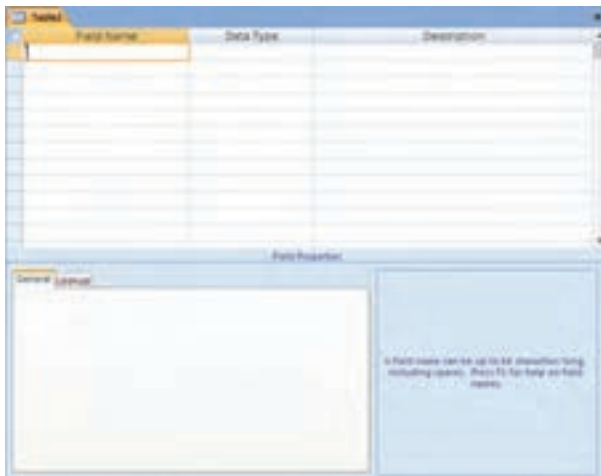 Field Name Data Type Description
Field Properties
General Lookup
A field name can be up to 64 characters long,
including spaces. Press F1 for help on field
names.